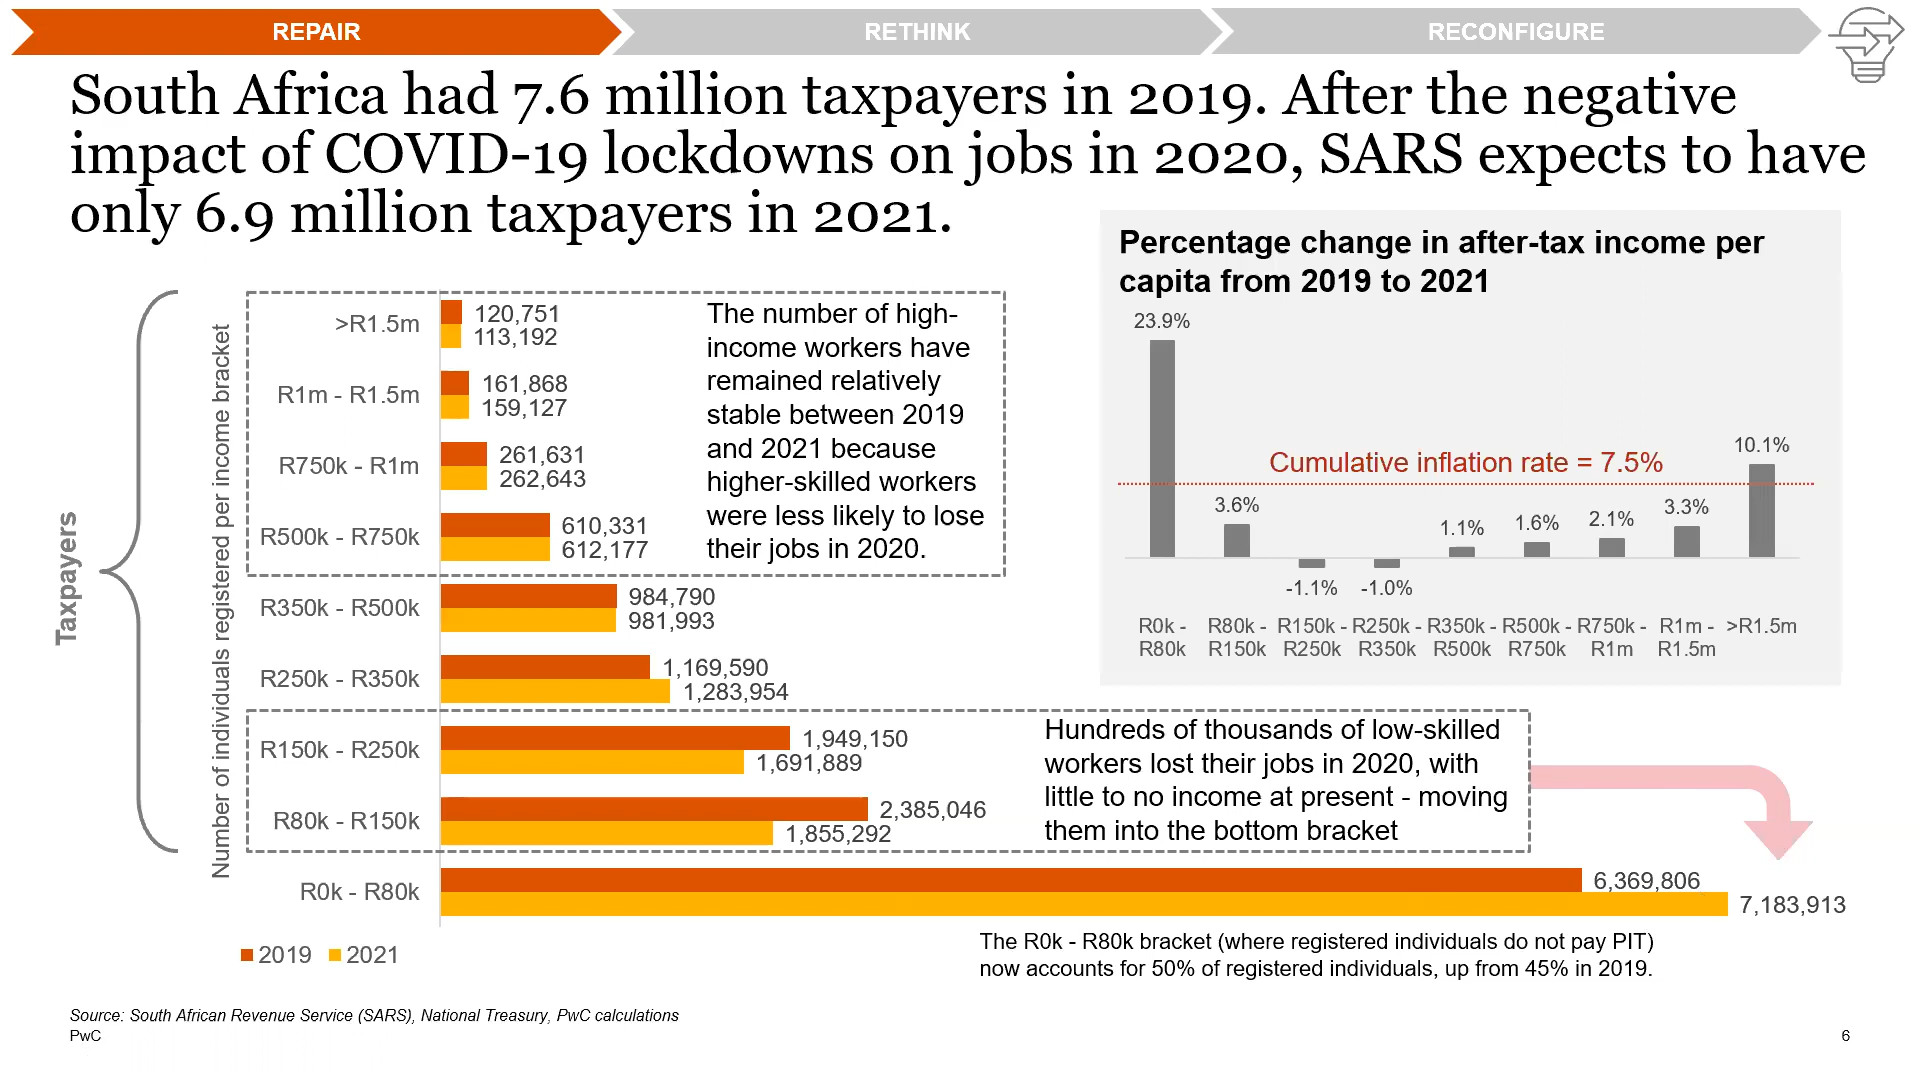 REPAIR
RETHINK
RECONFIGURE
South Africa had 7.6 million taxpayers in 2019. After the negative
impact of COVID-19 lockdowns on jobs in 2020, SARS expects to have
only 6.9 million taxpayers in 2021.
Taxpayers
Number of individuals registered per income bracket
>R1.5m
120,751
113,192
R1m - R1.5m
161,868
159,127
R750k - R1m
261,631
262,643
R500k - R750k
610,331
612,177
The number of high-
income workers have
remained relatively
stable between 2019
and 2021 because
higher-skilled workers
were less likely to lose
their jobs in 2020.
R350k - R500k
984,790
981,993
R250k - R350k
1,169,590
1,283,954
R150k - R250k
1,949,150
1,691,889
R80k - R150k
2,385,046
1,855,292
Hundreds of thousands of low-skilled
workers lost their jobs in 2020, with
little to no income at present - moving
them into the bottom bracket
R0k - R80k
6,369,806
7,183,913
2019
2021
The R0k - R80k bracket (where registered individuals do not pay PIT)
now accounts for 50% of registered individuals, up from 45% in 2019.
Percentage change in after-tax income per
capita from 2019 to 2021
23.9%
3.6%
-1.1%
-1.0%
1.1%
1.6%
2.1%
3.3%
10.1%
Cumulative inflation rate = 7.5%
R0k - R80k - R150k - R250k - R350k - R500k - R750k - R1m - >R1.5m
R80k R150k R250k R350k R500k R750k R1m R1.5m
Source: South African Revenue Service (SARS), National Treasury, PwC calculations
PwC
6